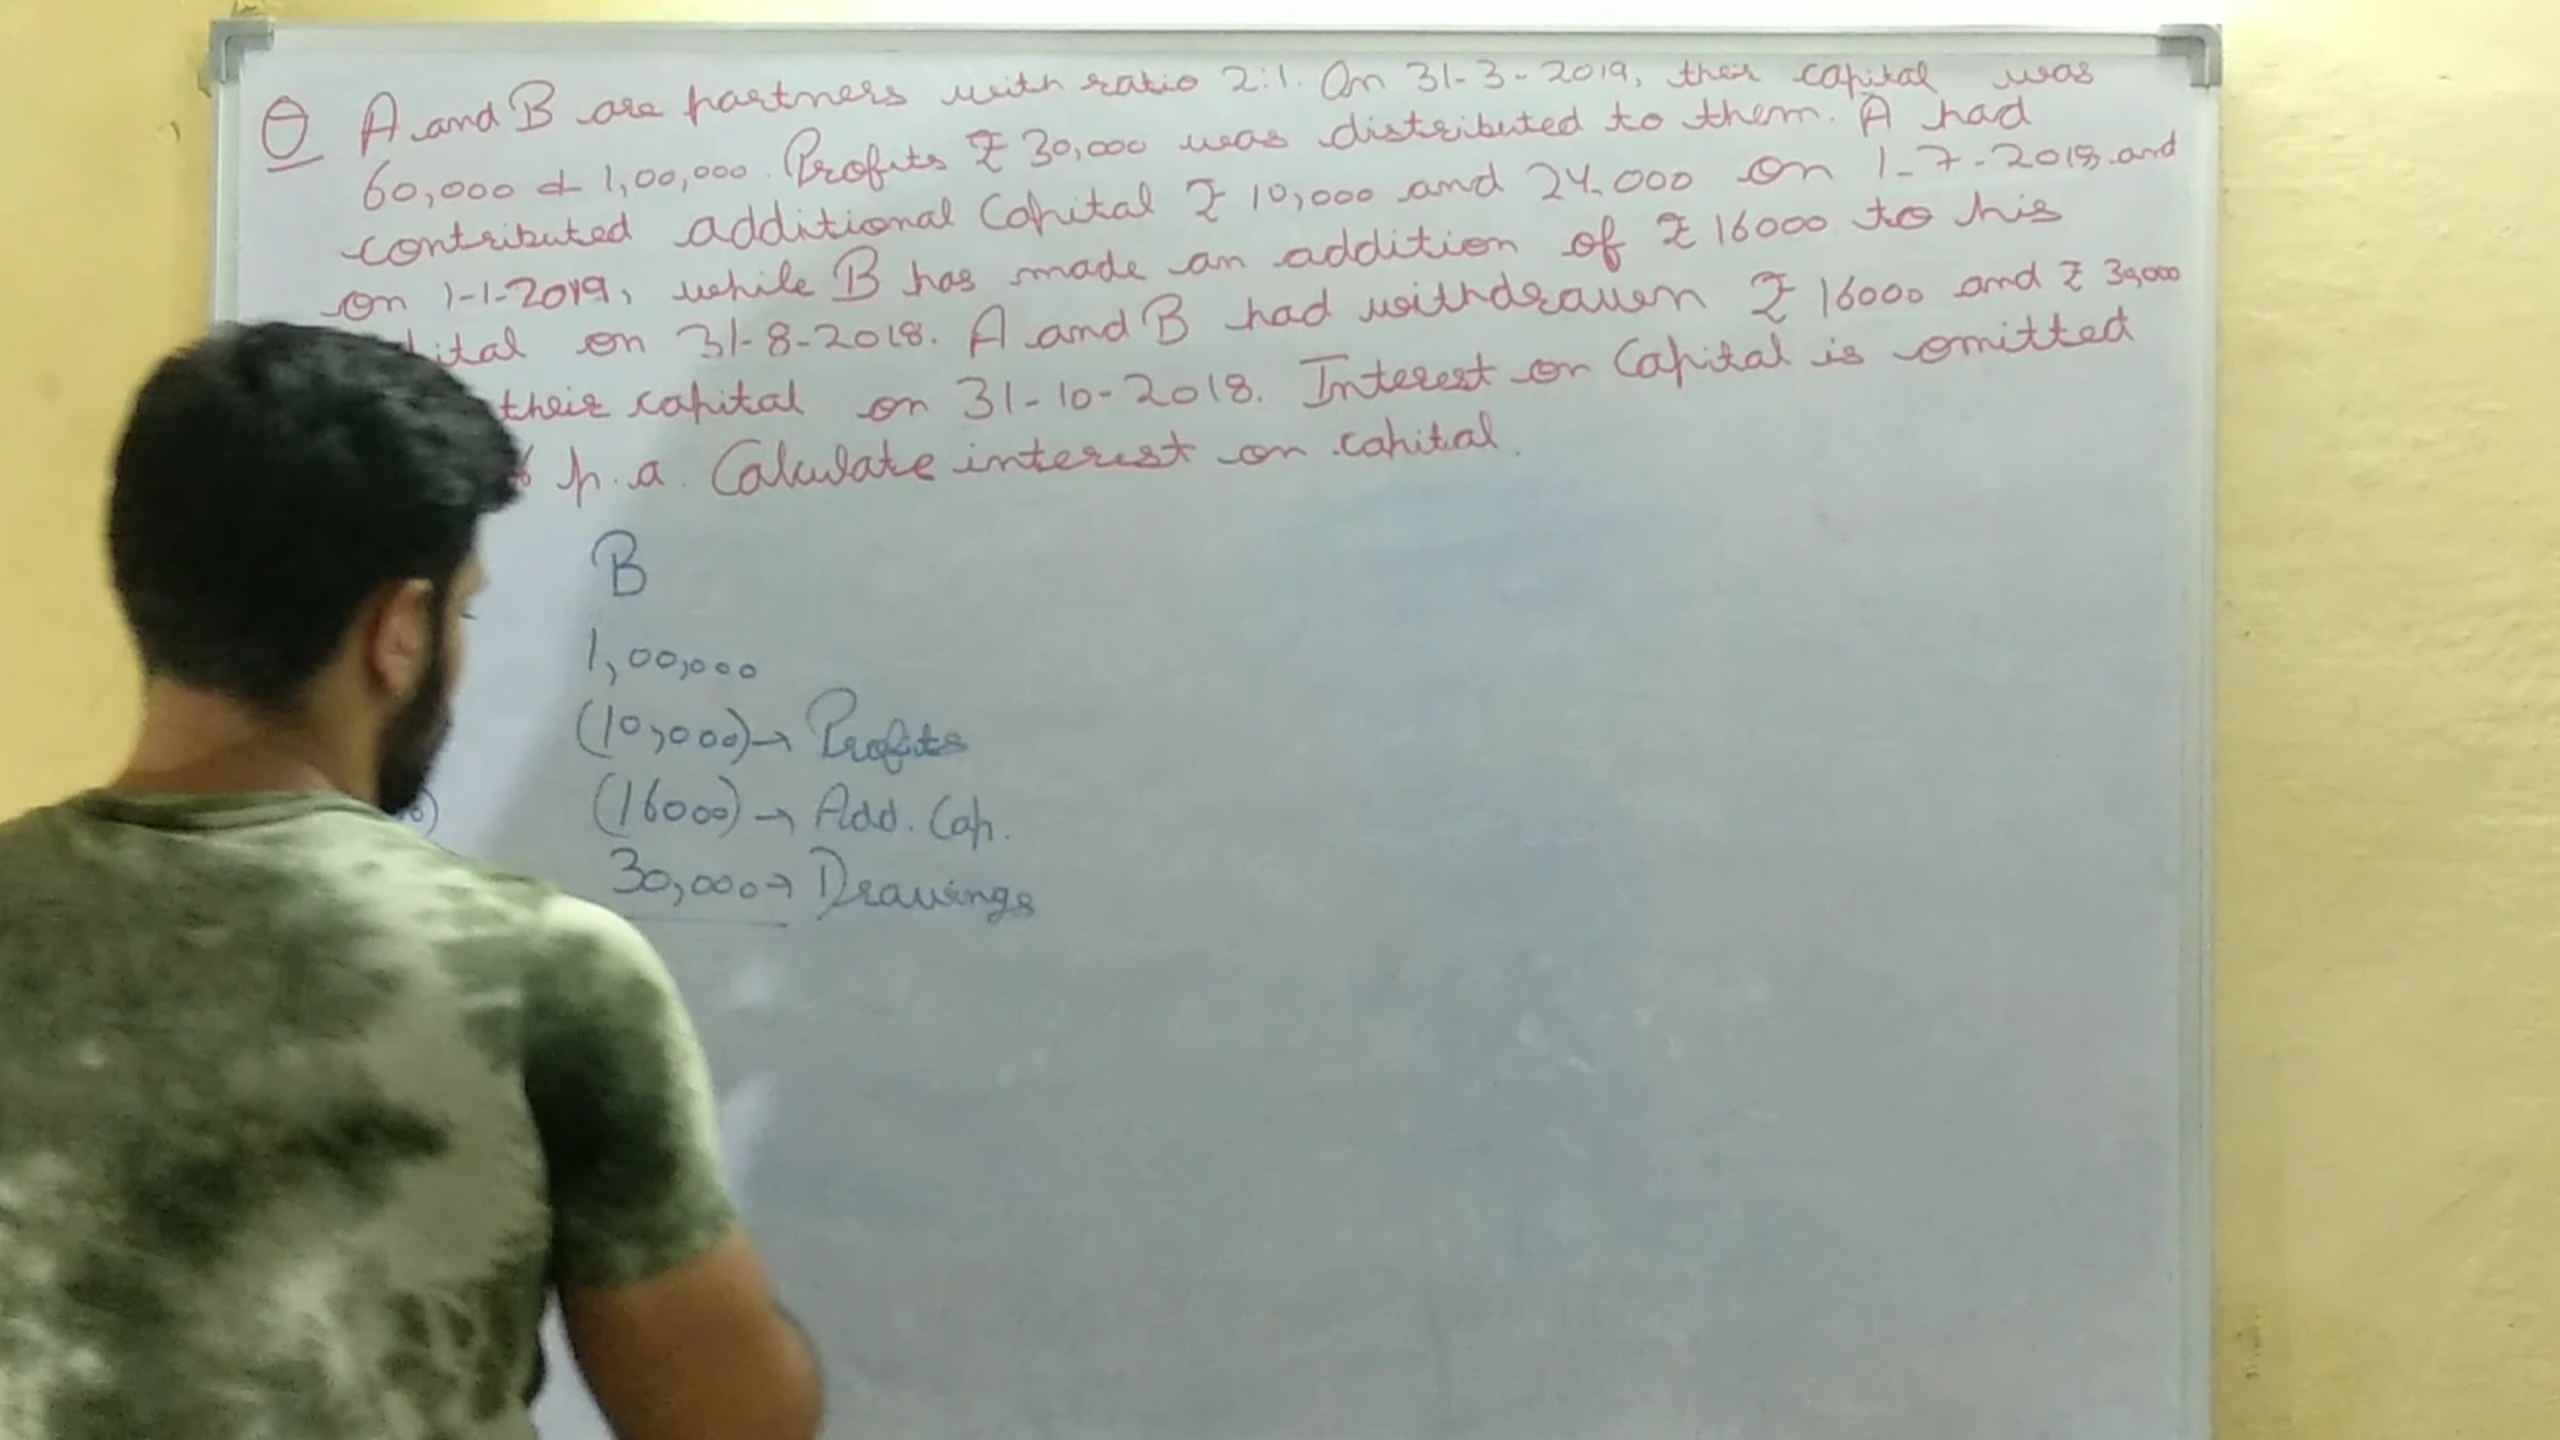 Q A and B are partners with ratio 2:1. On 31-3-2019, their capital was
60,000 & 1,00,000. Profits ₹ 30,000 was distributed to them. A had
contributed additional Capital ₹ 10,000 and 24,000 on 1-7-2018, and
on 1-1-2019, while B has made an addition of ₹ 16000 to his
ital on 31-8-2018. A and B had withdrawn ₹ 16000 and ₹ 30,000
their capital on 31-10-2018. Interest on Capital is omitted
% p.a. Calculate interest on capital.
B
1,00,000
(10,000) → Profits
(16000) → Add. Cap.
30,000 → Drawings